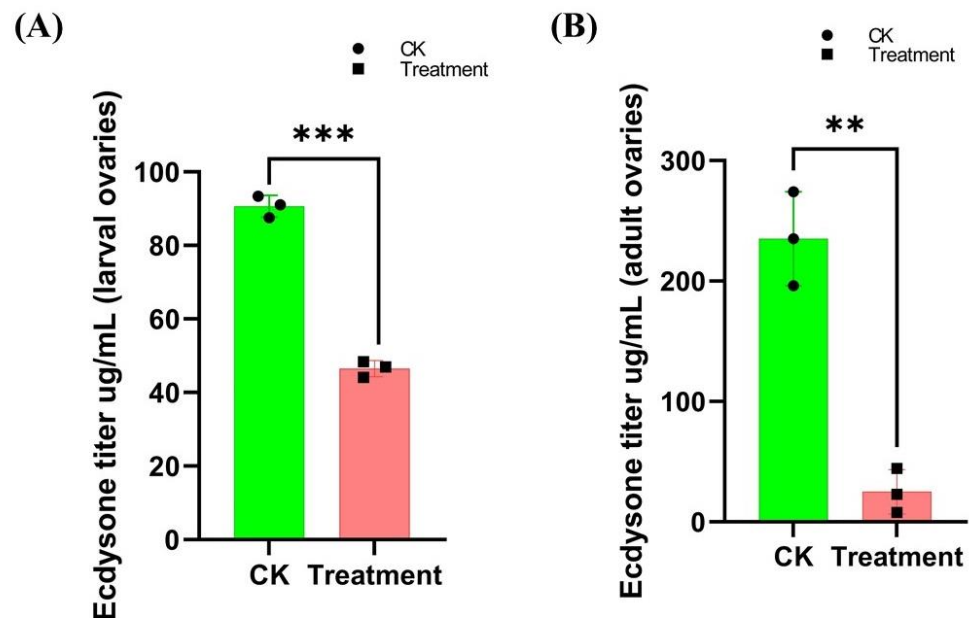 (A)
CK
Treatment
***
Ecdysone titer ug/mL (larval ovaries)
100
80
60
40
20
0
CK Treatment
(B)
CK
Treatment
**
Ecdysone titer ug/mL (adult ovaries)
300
200
100
0
CK Treatment